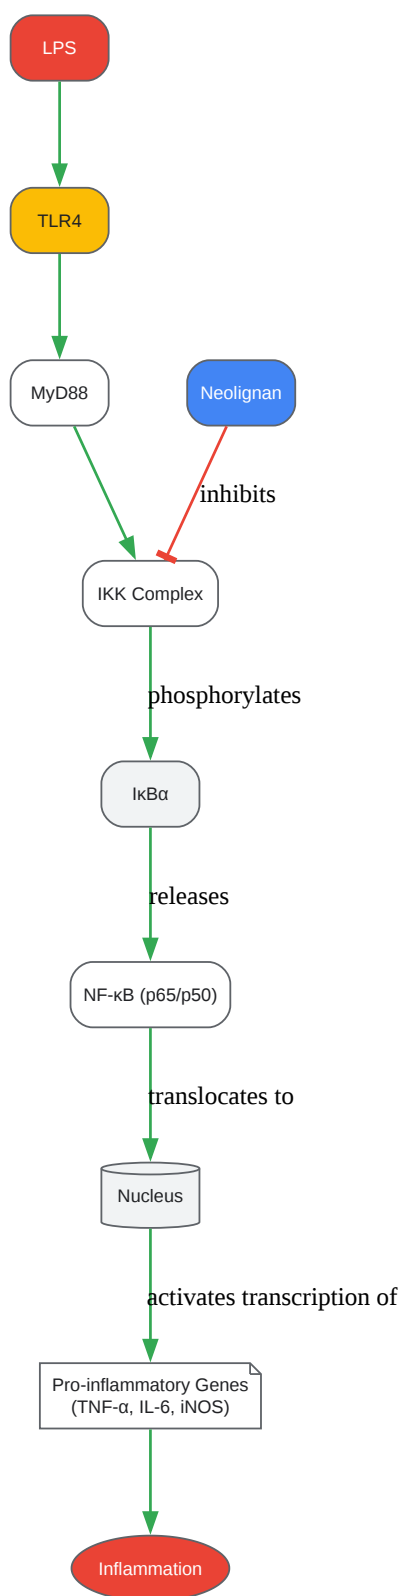 LPS
TLR4
MyD88
Neolignan
inhibits
IKK Complex
phosphorylates
IκBα
releases
NF-κB (p65/p50)
translocates to
Nucleus
activates transcription of
Pro-inflammatory Genes
(TNF-α, IL-6, iNOS)
Inflammation